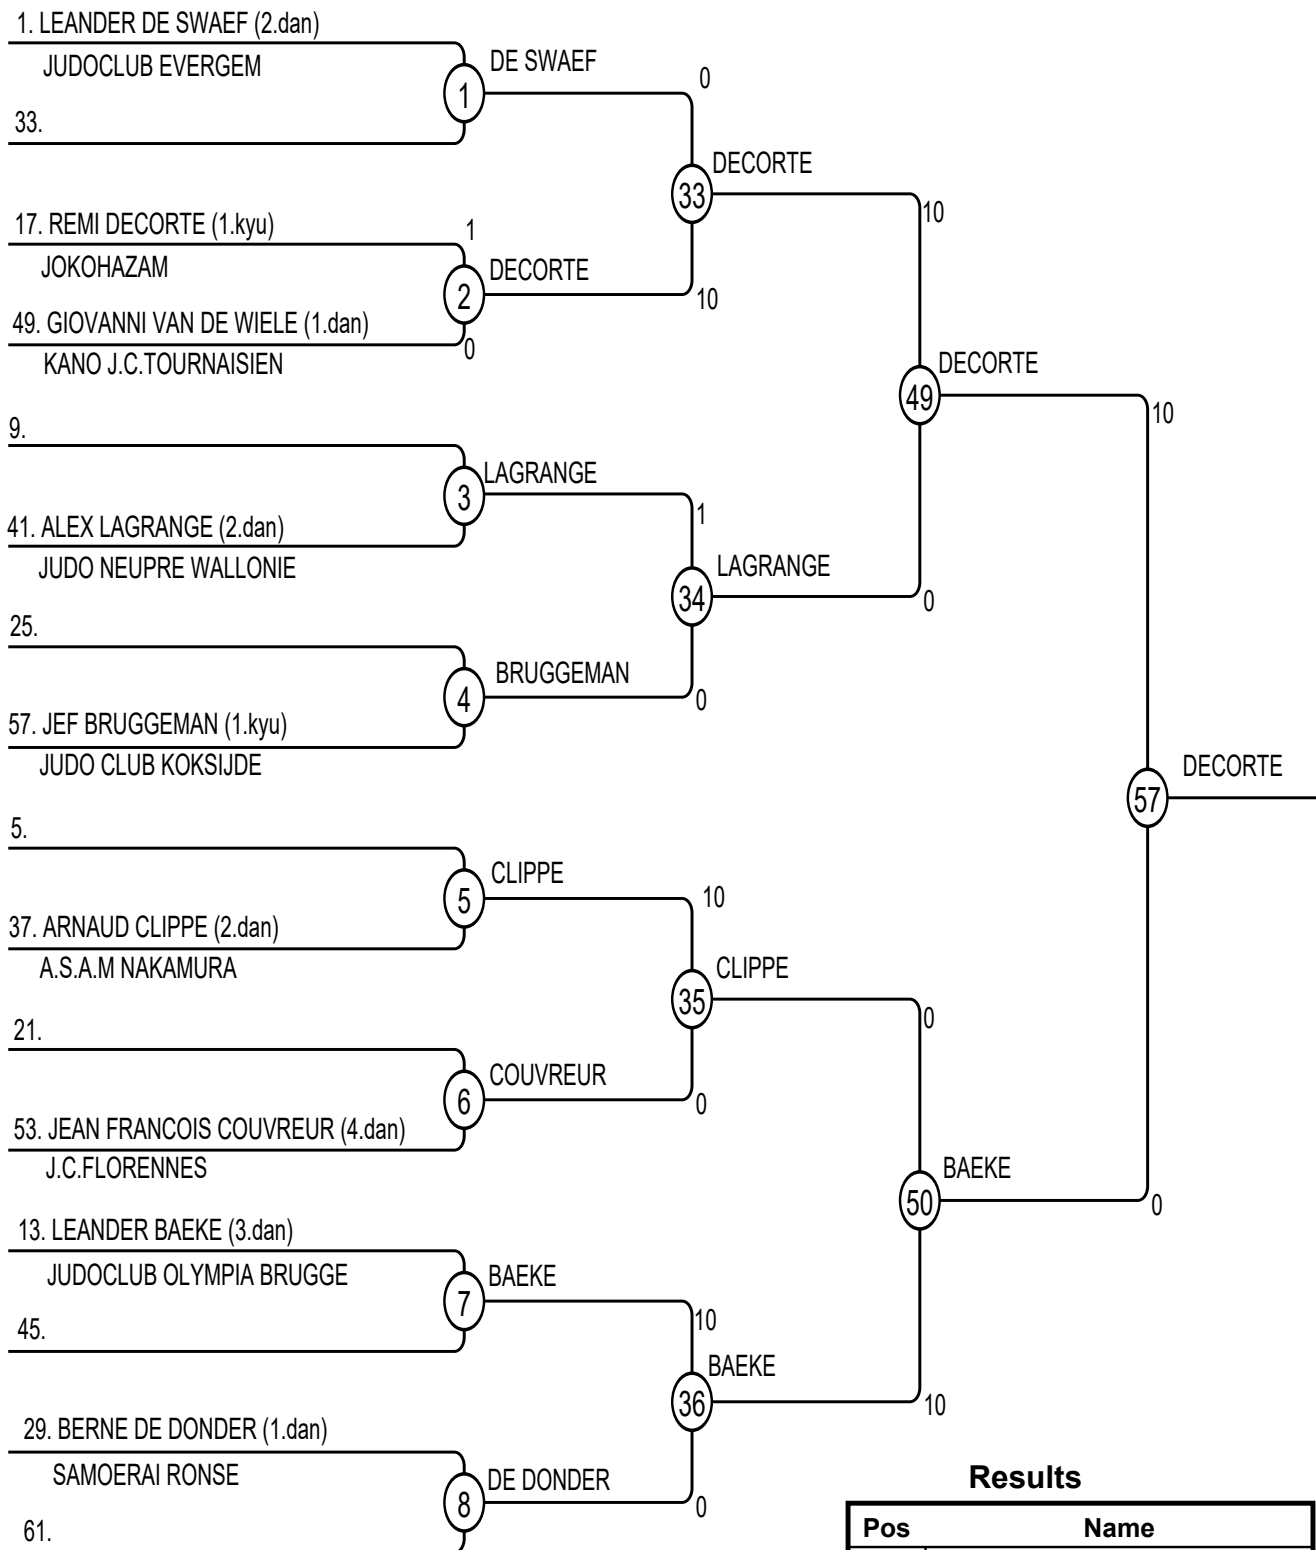 1. LEANDER DE SWAEF (2.dan)
JUDOCLUB EVERGEM
33.
1
DE SWAEF
0
17. REMI DECORTE (1.kyu)
JOKOHAZAM
49. GIOVANNI VAN DE WIELE (1.dan)
KANO J.C.TOURNAISIEN
1
2
0
DECORTE
10
33
DECORTE
10
9.
41. ALEX LAGRANGE (2.dan)
JUDO NEUPRE WALLONIE
3
LAGRANGE
1
25.
57. JEF BRUGGEMAN (1.kyu)
JUDO CLUB KOKSIJDE
4
BRUGGEMAN
0
34
LAGRANGE
0
49
DECORTE
10
5.
37. ARNAUD CLIPPE (2.dan)
A.S.A.M NAKAMURA
5
CLIPPE
10
21.
53. JEAN FRANCOIS COUVREUR (4.dan)
J.C.FLORENNES
6
COUVREUR
0
35
CLIPPE
0
13. LEANDER BAEKE (3.dan)
JUDOCLUB OLYMPIA BRUGGE
45.
7
BAEKE
10
29. BERNE DE DONDER (1.dan)
SAMOERAI RONSE
61.
8
DE DONDER
0
36
BAEKE
10
50
BAEKE
0
57
DECORTE
Results
Pos Name